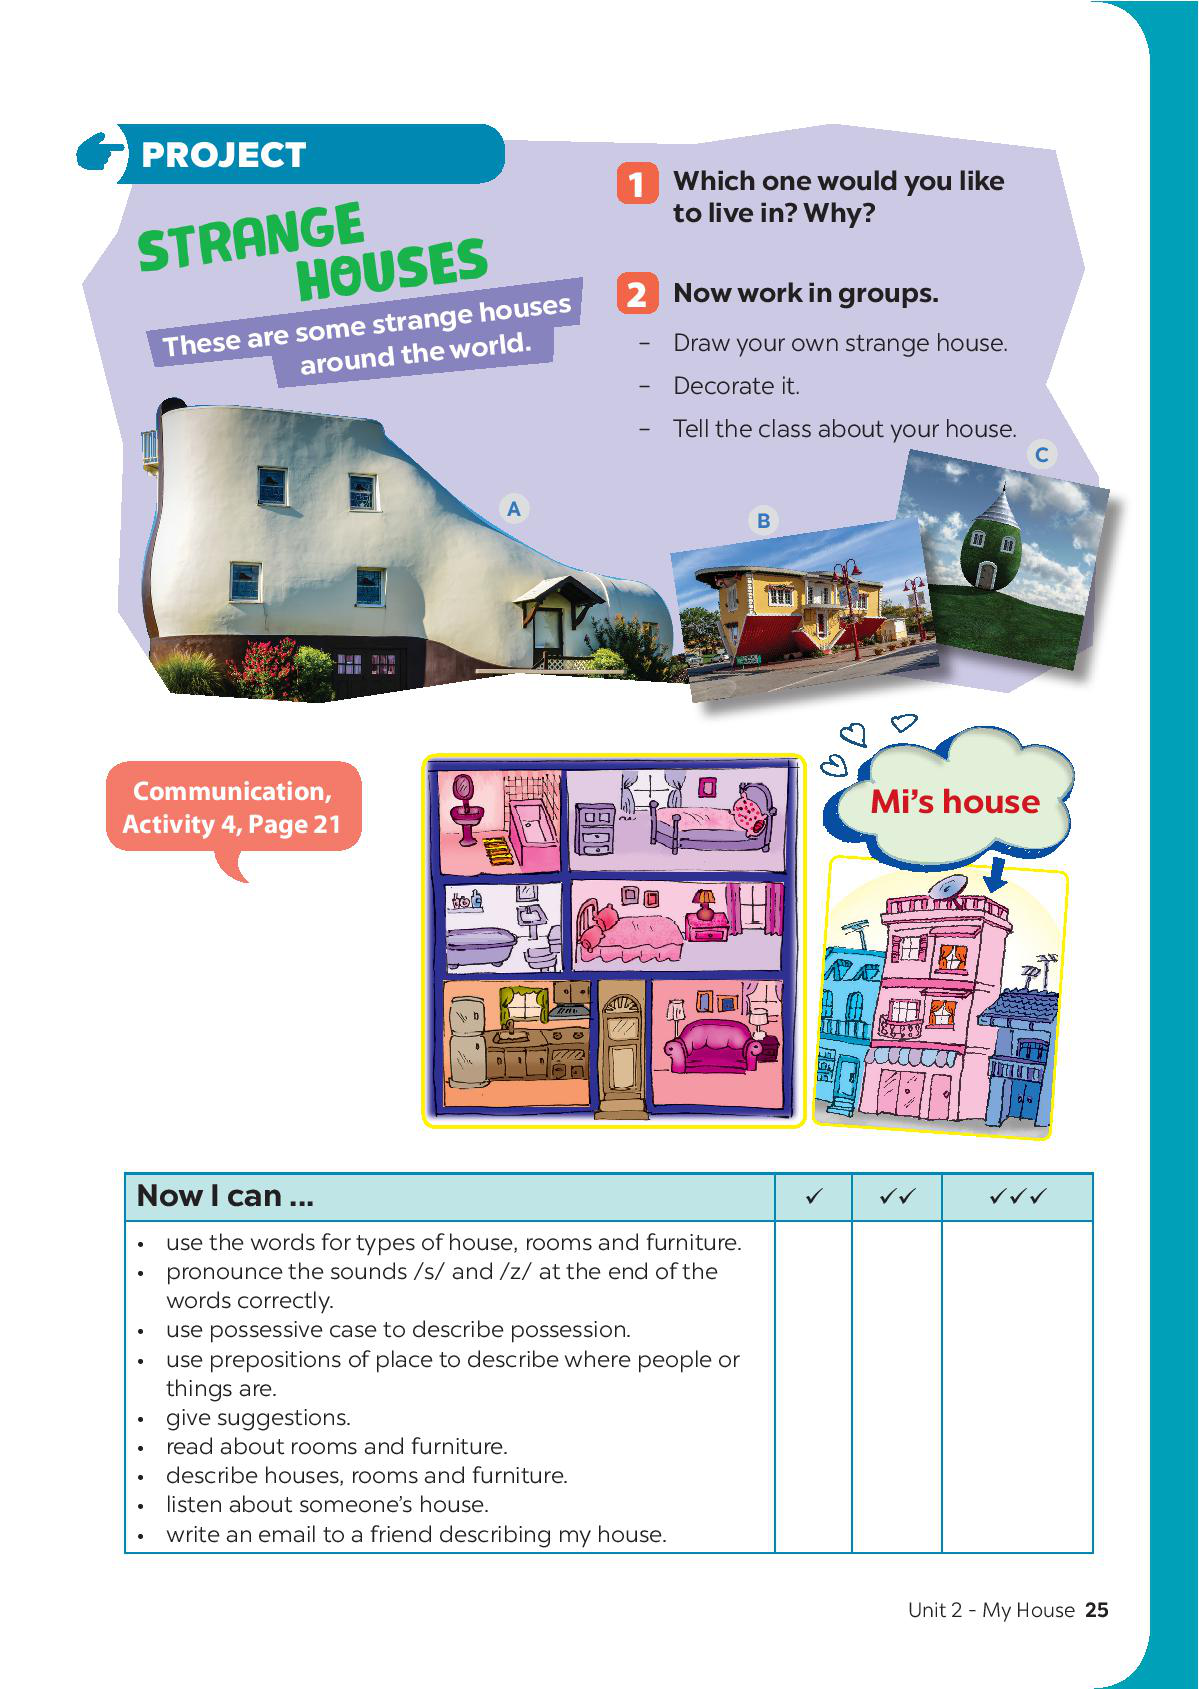 PROJECT
STRANGE
HOUSES
These are some strange houses
around the world.
1 Which one would you like
to live in? Why?
2 Now work in groups.
– Draw your own strange house.
– Decorate it.
– Tell the class about your house.
A
B
C
Communication,
Activity 4, Page 21
Mi’s house
Now I can ... ✓ ✓✓ ✓✓✓
• use the words for types of house, rooms and furniture.
• pronounce the sounds /s/ and /z/ at the end of the
words correctly.
• use possessive case to describe possession.
• use prepositions of place to describe where people or
things are.
• give suggestions.
• read about rooms and furniture.
• describe houses, rooms and furniture.
• listen about someone’s house.
• write an email to a friend describing my house.
Unit 2 - My House 25